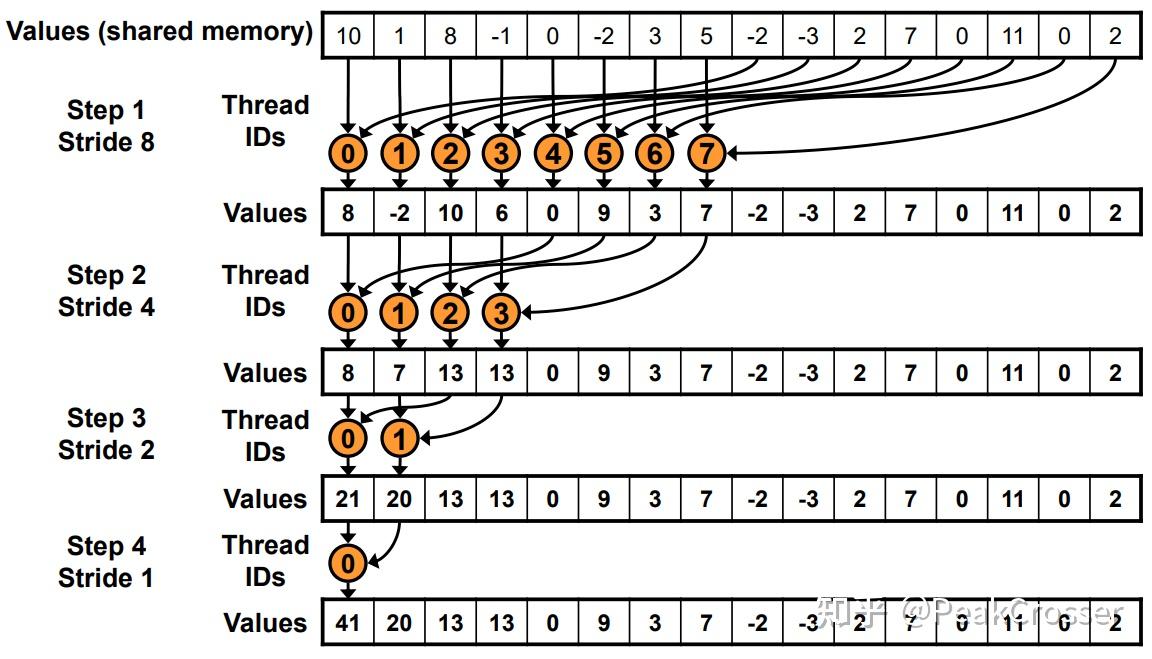 Values (shared memory) 10 1 8 -1 0 -2 3 5 -2 -3 2 7 0 11 0 2
Step 1
Stride 8
Thread
IDs
0 1 2 3 4 5 6 7
Values 8 -2 10 6 0 9 3 7 -2 -3 2 7 0 11 0 2
Step 2
Stride 4
Thread
IDs
0 1 2 3
Values 8 7 13 13 0 9 3 7 -2 -3 2 7 0 11 0 2
Step 3
Stride 2
Thread
IDs
0 1
Values 21 20 13 13 0 9 3 7 -2 -3 2 7 0 11 0 2
Step 4
Stride 1
Thread
IDs
0
Values 41 20 13 13 0 9 3 7 -2 -3 2 7 0 11 0 2
知乎 @PeakCrosser